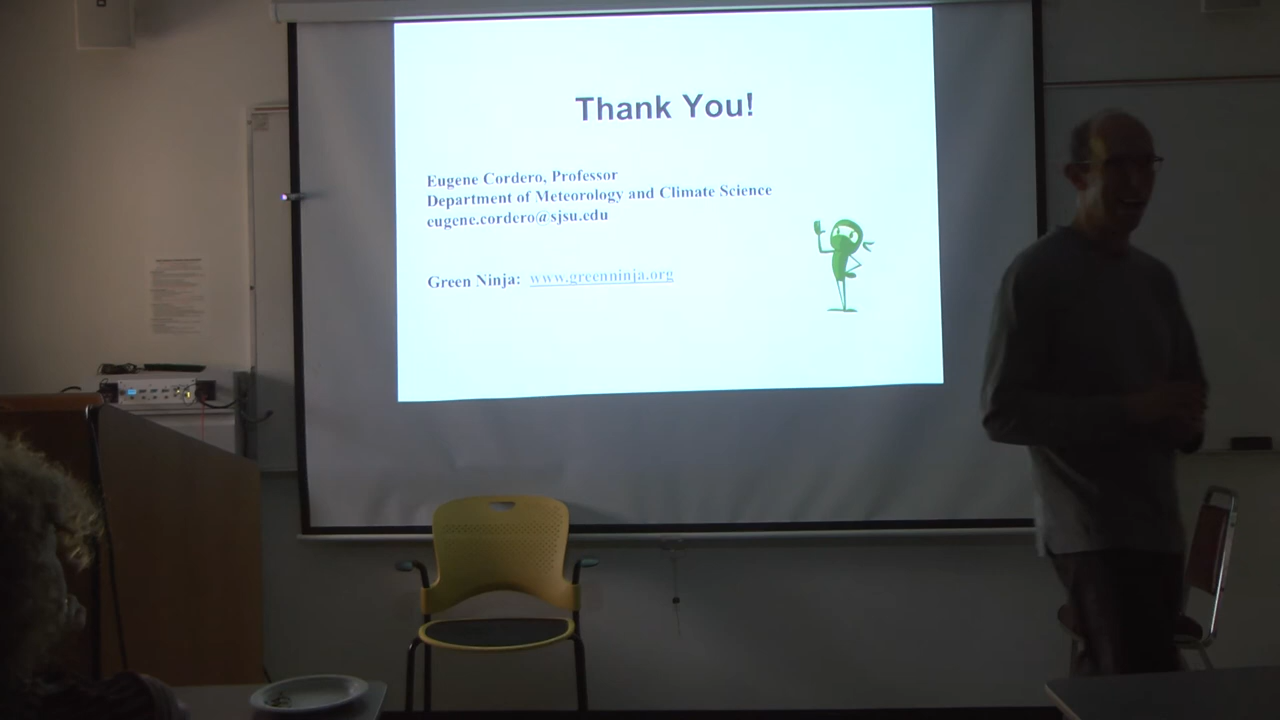 Thank You!
Eugene Cordero, Professor
Department of Meteorology and Climate Science
eugene.cordero@sjsu.edu
Green Ninja: www.greenninja.org